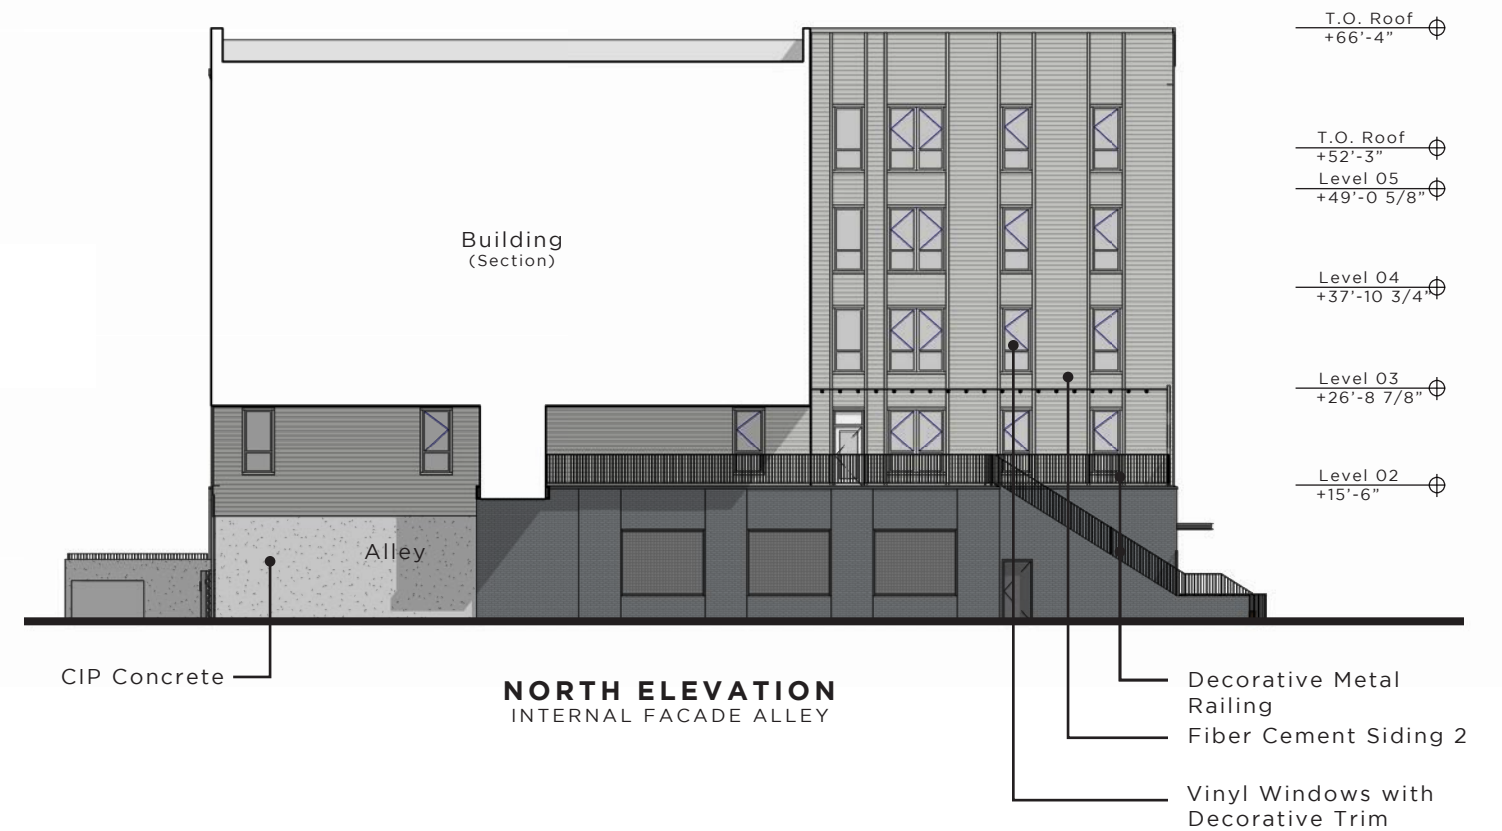 T.O. Roof
+66’-4”
T.O. Roof
+52’-3”
Level 05
+49’-0 5/8”
Building
(Section)
Level 04
+37’-10 3/4”
Level 03
+26’-8 7/8”
Level 02
+15’-6”
Alley
CIP Concrete
NORTH ELEVATION
INTERNAL FACADE ALLEY
Decorative Metal
Railing
Fiber Cement Siding 2
Vinyl Windows with
Decorative Trim